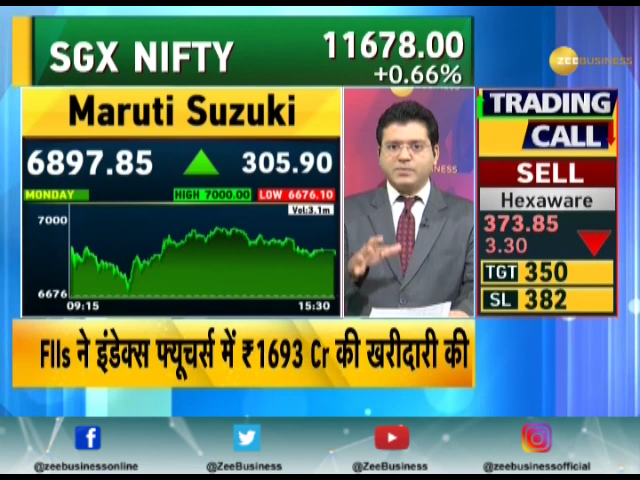 SGX NIFTY
11678.00
+0.66%
ZEEBUSINESS
Maruti Suzuki
6897.85 305.90
MONDAY HIGH 7000.00 LOW 6676.10
Vol:3.1m
7000
6676
09:15 15:30
BUSINESS
TRADING
CALL
SELL
Hexaware
373.85
3.30
TGT 350
SL 382
FIIs ने इंडेक्स फ्यूचर्स में ₹1693 Cr की खरीदारी की
@zeebusinessonline @ZeeBusiness @ZeeBusiness @zeebusinessofficial